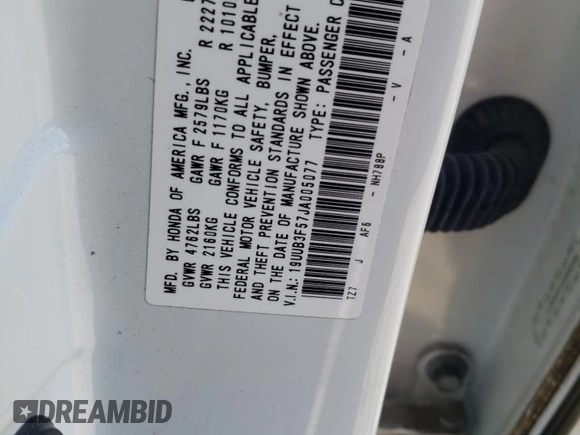 MFD. BY HONDA OF AMERICA MFG., INC.
GVWR 4762LBS GAWR F 2579LBS R 2227
GVWR 2160KG GAWR F 1170KG R 1010
THIS VEHICLE CONFORMS TO ALL APPLICABLE
FEDERAL MOTOR VEHICLE SAFETY, BUMPER,
AND THEFT PREVENTION STANDARDS IN EFFECT
ON THE DATE OF MANUFACTURE SHOWN ABOVE.
V.I.N.: 19UUB3F57JA005077 TYPE: PASSENGER C
TZ7 J AF6 - NH788P - V - A
DREAMBID